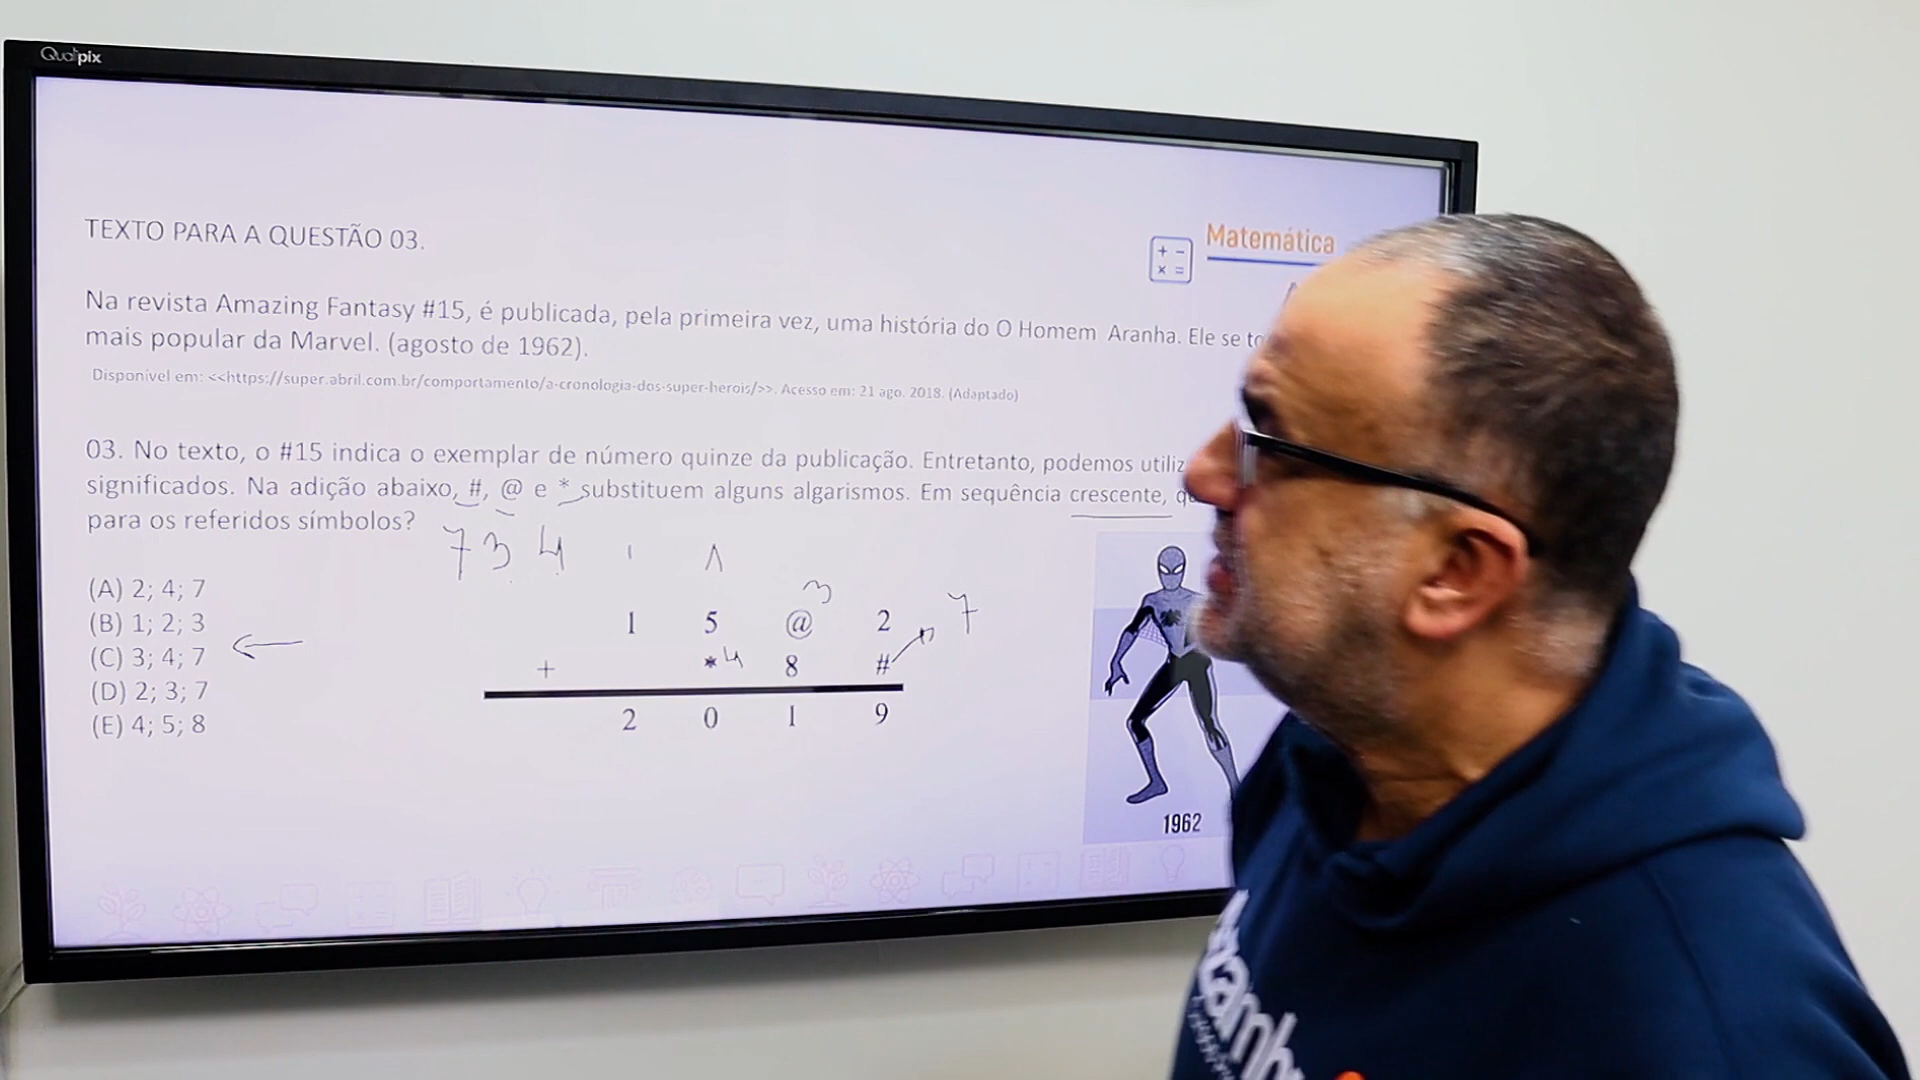 Qualipix
TEXTO PARA A QUESTÃO 03.
Matemática
+ -
× =
Na revista Amazing Fantasy #15, é publicada, pela primeira vez, uma história do O Homem Aranha. Ele se to
mais popular da Marvel. (agosto de 1962).
Disponível em: <<https://super.abril.com.br/comportamento/a-cronologia-dos-super-herois/>>. Acesso em: 21 ago. 2018. (Adaptado)
03. No texto, o #15 indica o exemplar de número quinze da publicação. Entretanto, podemos utiliz
significados. Na adição abaixo, #, @ e * substituem alguns algarismos. Em sequência crescente, q
para os referidos símbolos?
7 3 4 1 1
(A) 2; 4; 7
(B) 1; 2; 3
(C) 3; 4; 7
(D) 2; 3; 7
(E) 4; 5; 8
3
1 5 @ 2 7
+ * 4 8 #
2 0 1 9
1962